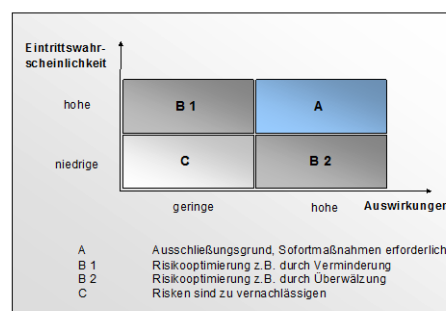 Eintrittswahr-
scheinlichkeit
hohe
B 1
A
niedrige
C
B 2
geringe
hohe
Auswirkungen
A Ausschließungsgrund, Sofortmaßnahmen erforderlich
B 1 Risikooptimierung z.B. durch Verminderung
B 2 Risikooptimierung z.B. durch Überwälzung
C Risken sind zu vernachlässigen